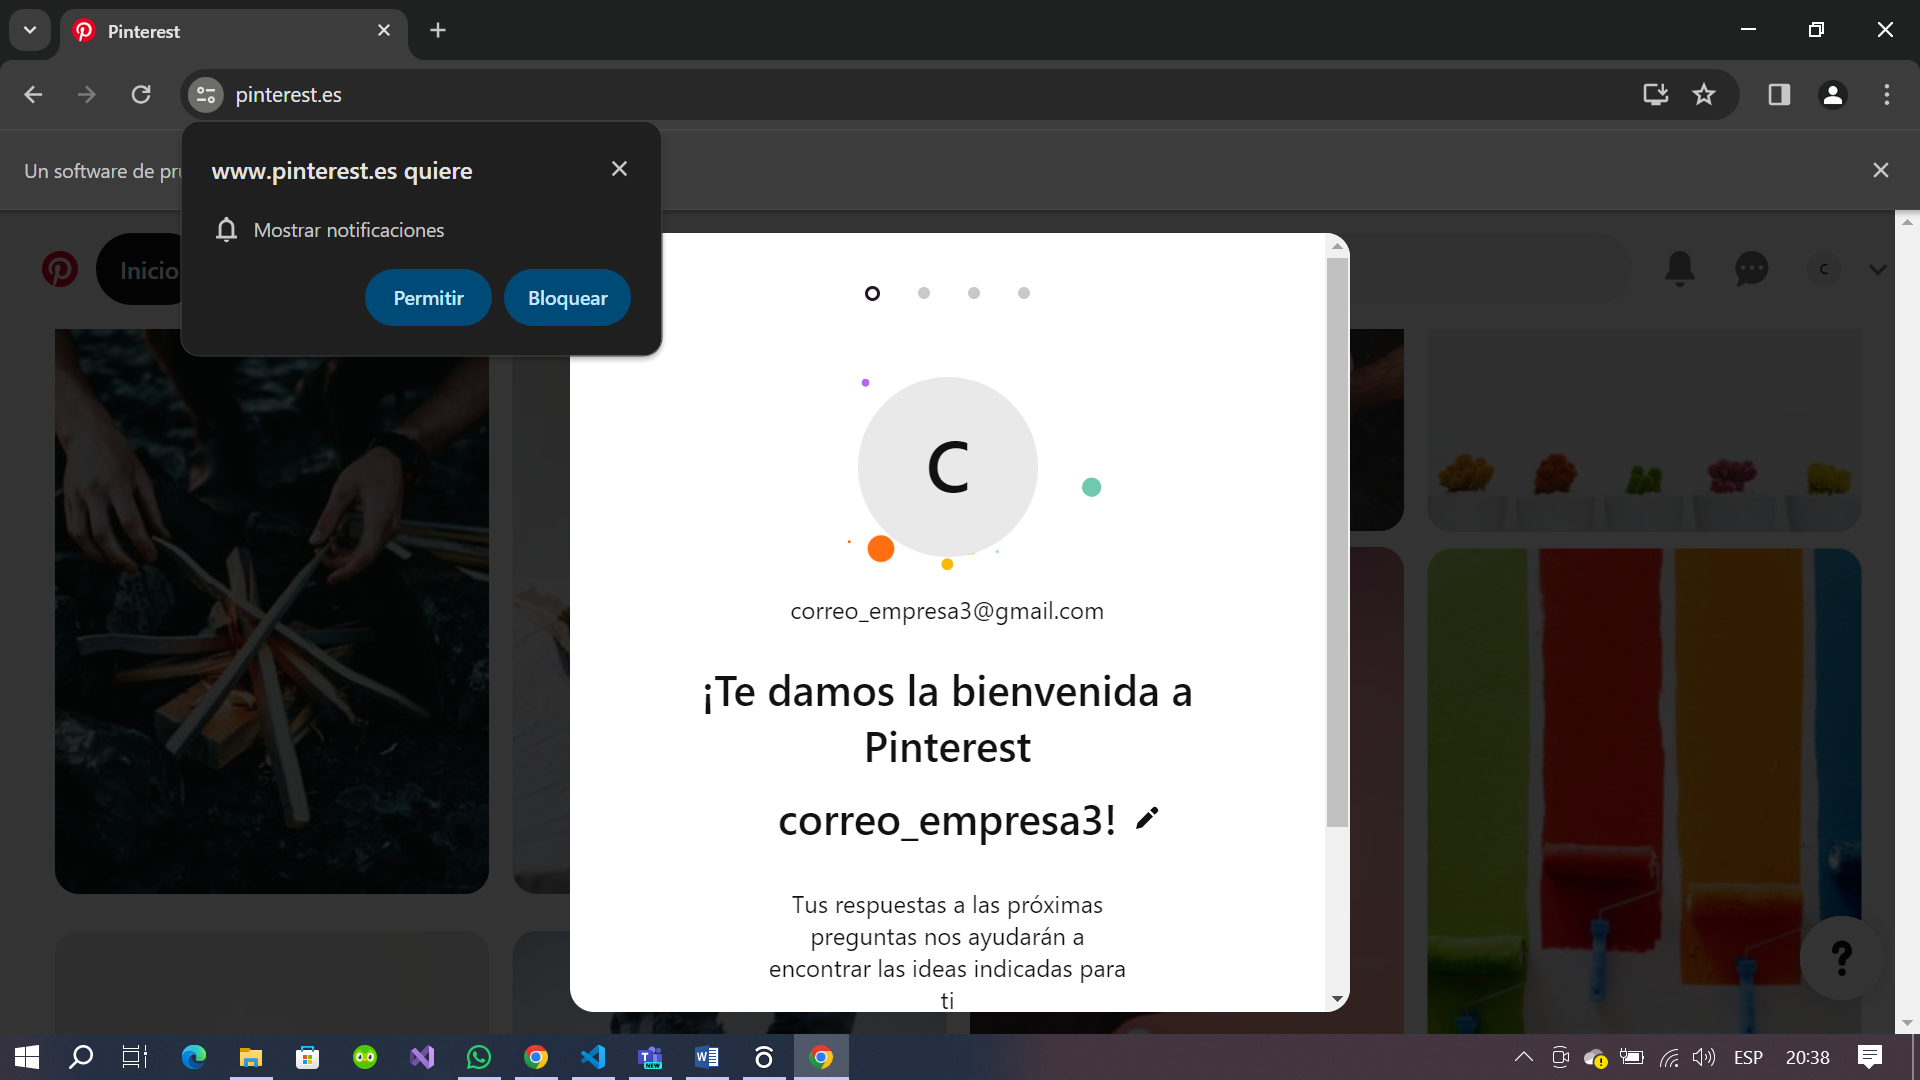 Pinterest
pinterest.es
Un software de pru
www.pinterest.es quiere
Mostrar notificaciones
Permitir
Bloquear
Inicio
C
C
correo_empresa3@gmail.com
¡Te damos la bienvenida a
Pinterest
correo_empresa3!
Tus respuestas a las próximas
preguntas nos ayudarán a
encontrar las ideas indicadas para
ti
?
NEW
ESP
20:38